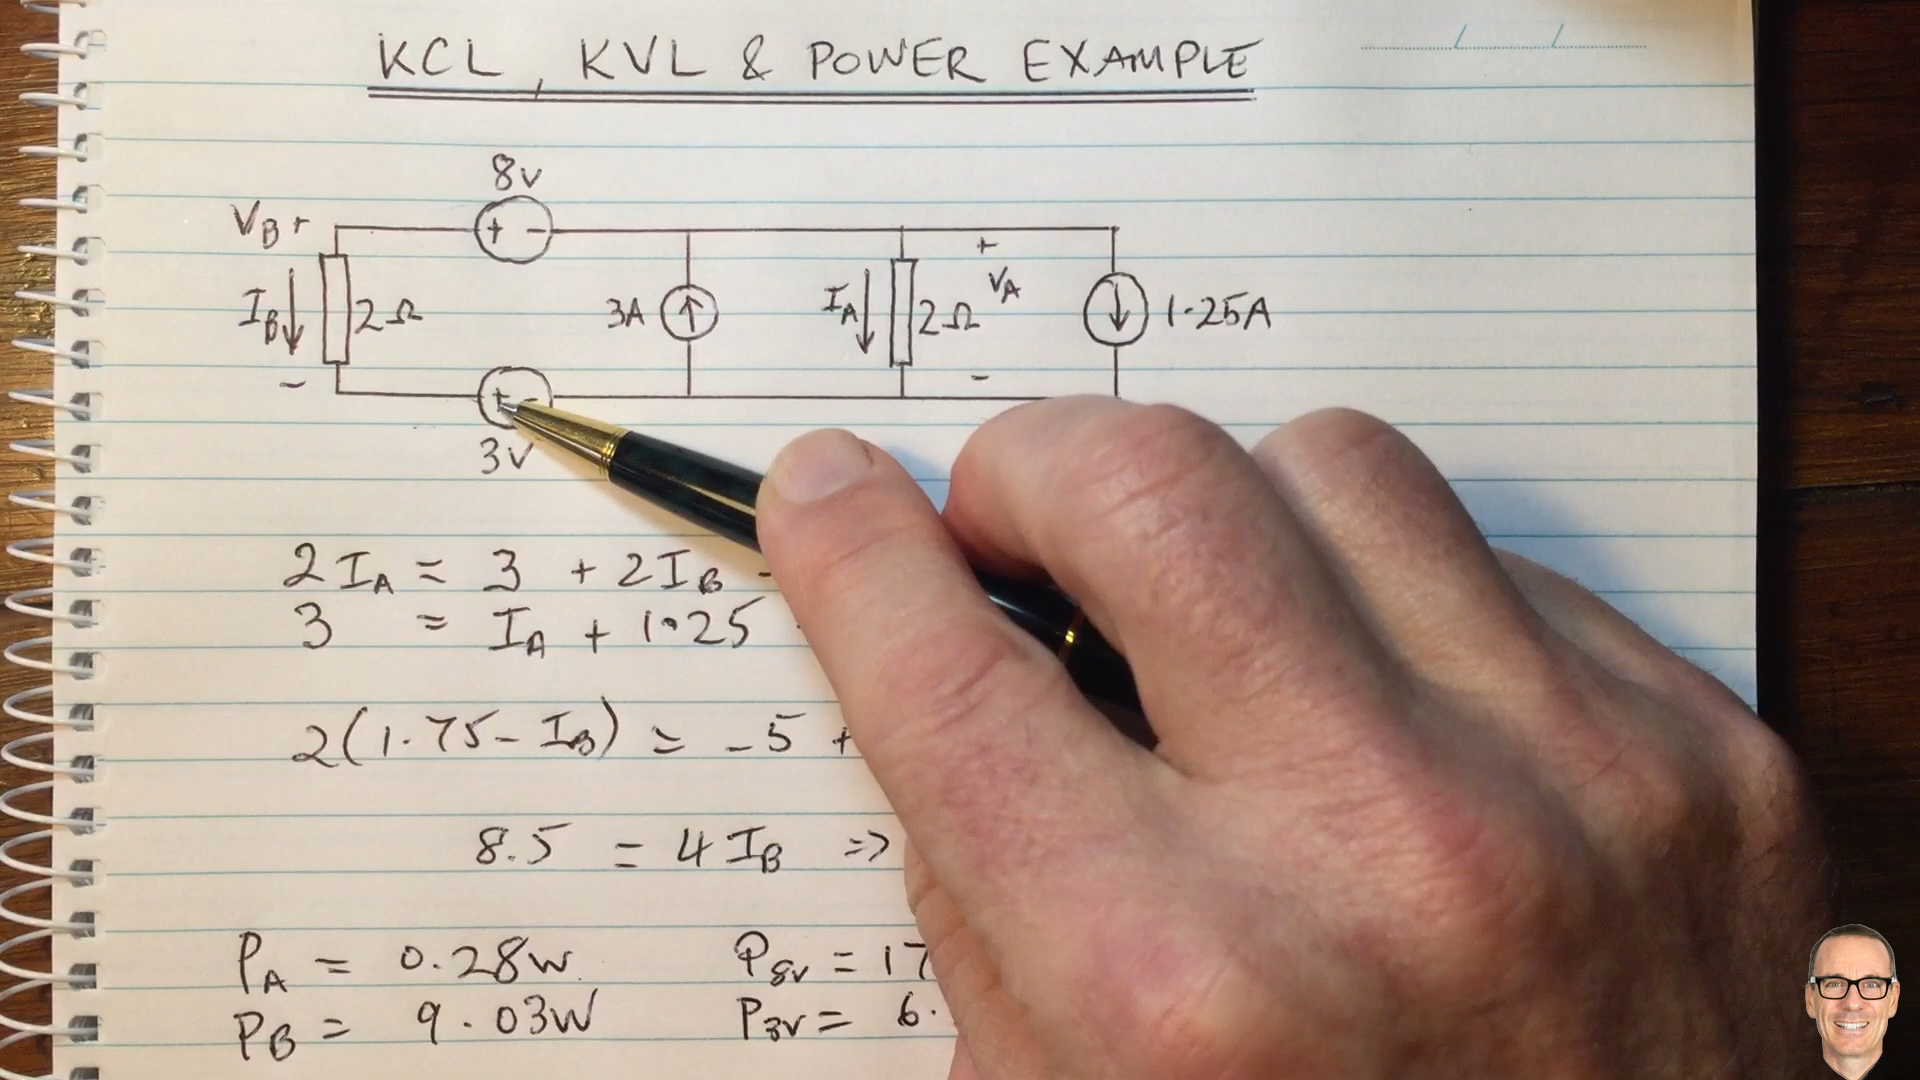 KCL, KVL & POWER EXAMPLE
8V
VB +
+
-
IB
2Ω
3A
IA
2Ω
+
VA
-
1.25A
-
+
-
3V
2IA = 3 + 2IB -
3 = IA + 1.25
2(1.75 - IB) = -5 +
8.5 = 4IB =>
PA = 0.28W
P8V = 17
PB = 9.03W
P3V = 6.